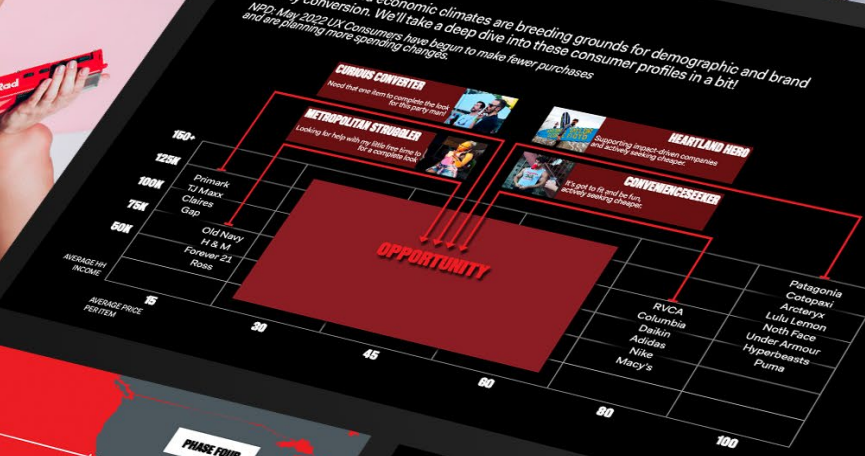 economic climates are breeding grounds for demographic and brand
conversion. We'll take a deep dive into these consumer profiles in a bit!
NPD: May 2022 UX Consumers have begun to make fewer purchases
and are planning more spending changes.
CURIOUS CONVERTER
Need that one item to complete the look
for this party man!
METROPOLITAN STRUGGLER
Looking for help with my little free time to
for a complete look
HEARTLAND HERO
Supporting impact-driven companies
and actively seeking cheaper.
CONVENIENCESEEKER
It's got to fit and be fun,
actively seeking cheaper.
150+
125K
100K
75K
50K
AVERAGE HH
INCOME
Primark
TJ Maxx
Claires
Gap
Old Navy
H & M
Forever 21
Ross
OPPORTUNITY
RVCA
Columbia
Daikin
Adidas
Nike
Macy's
Patagonia
Cotopaxi
Arcteryx
Lulu Lemon
Noth Face
Under Armour
Hyperbeasts
Puma
AVERAGE PRICE
PER ITEM
15
30
45
60
80
100
PHASE FOUR